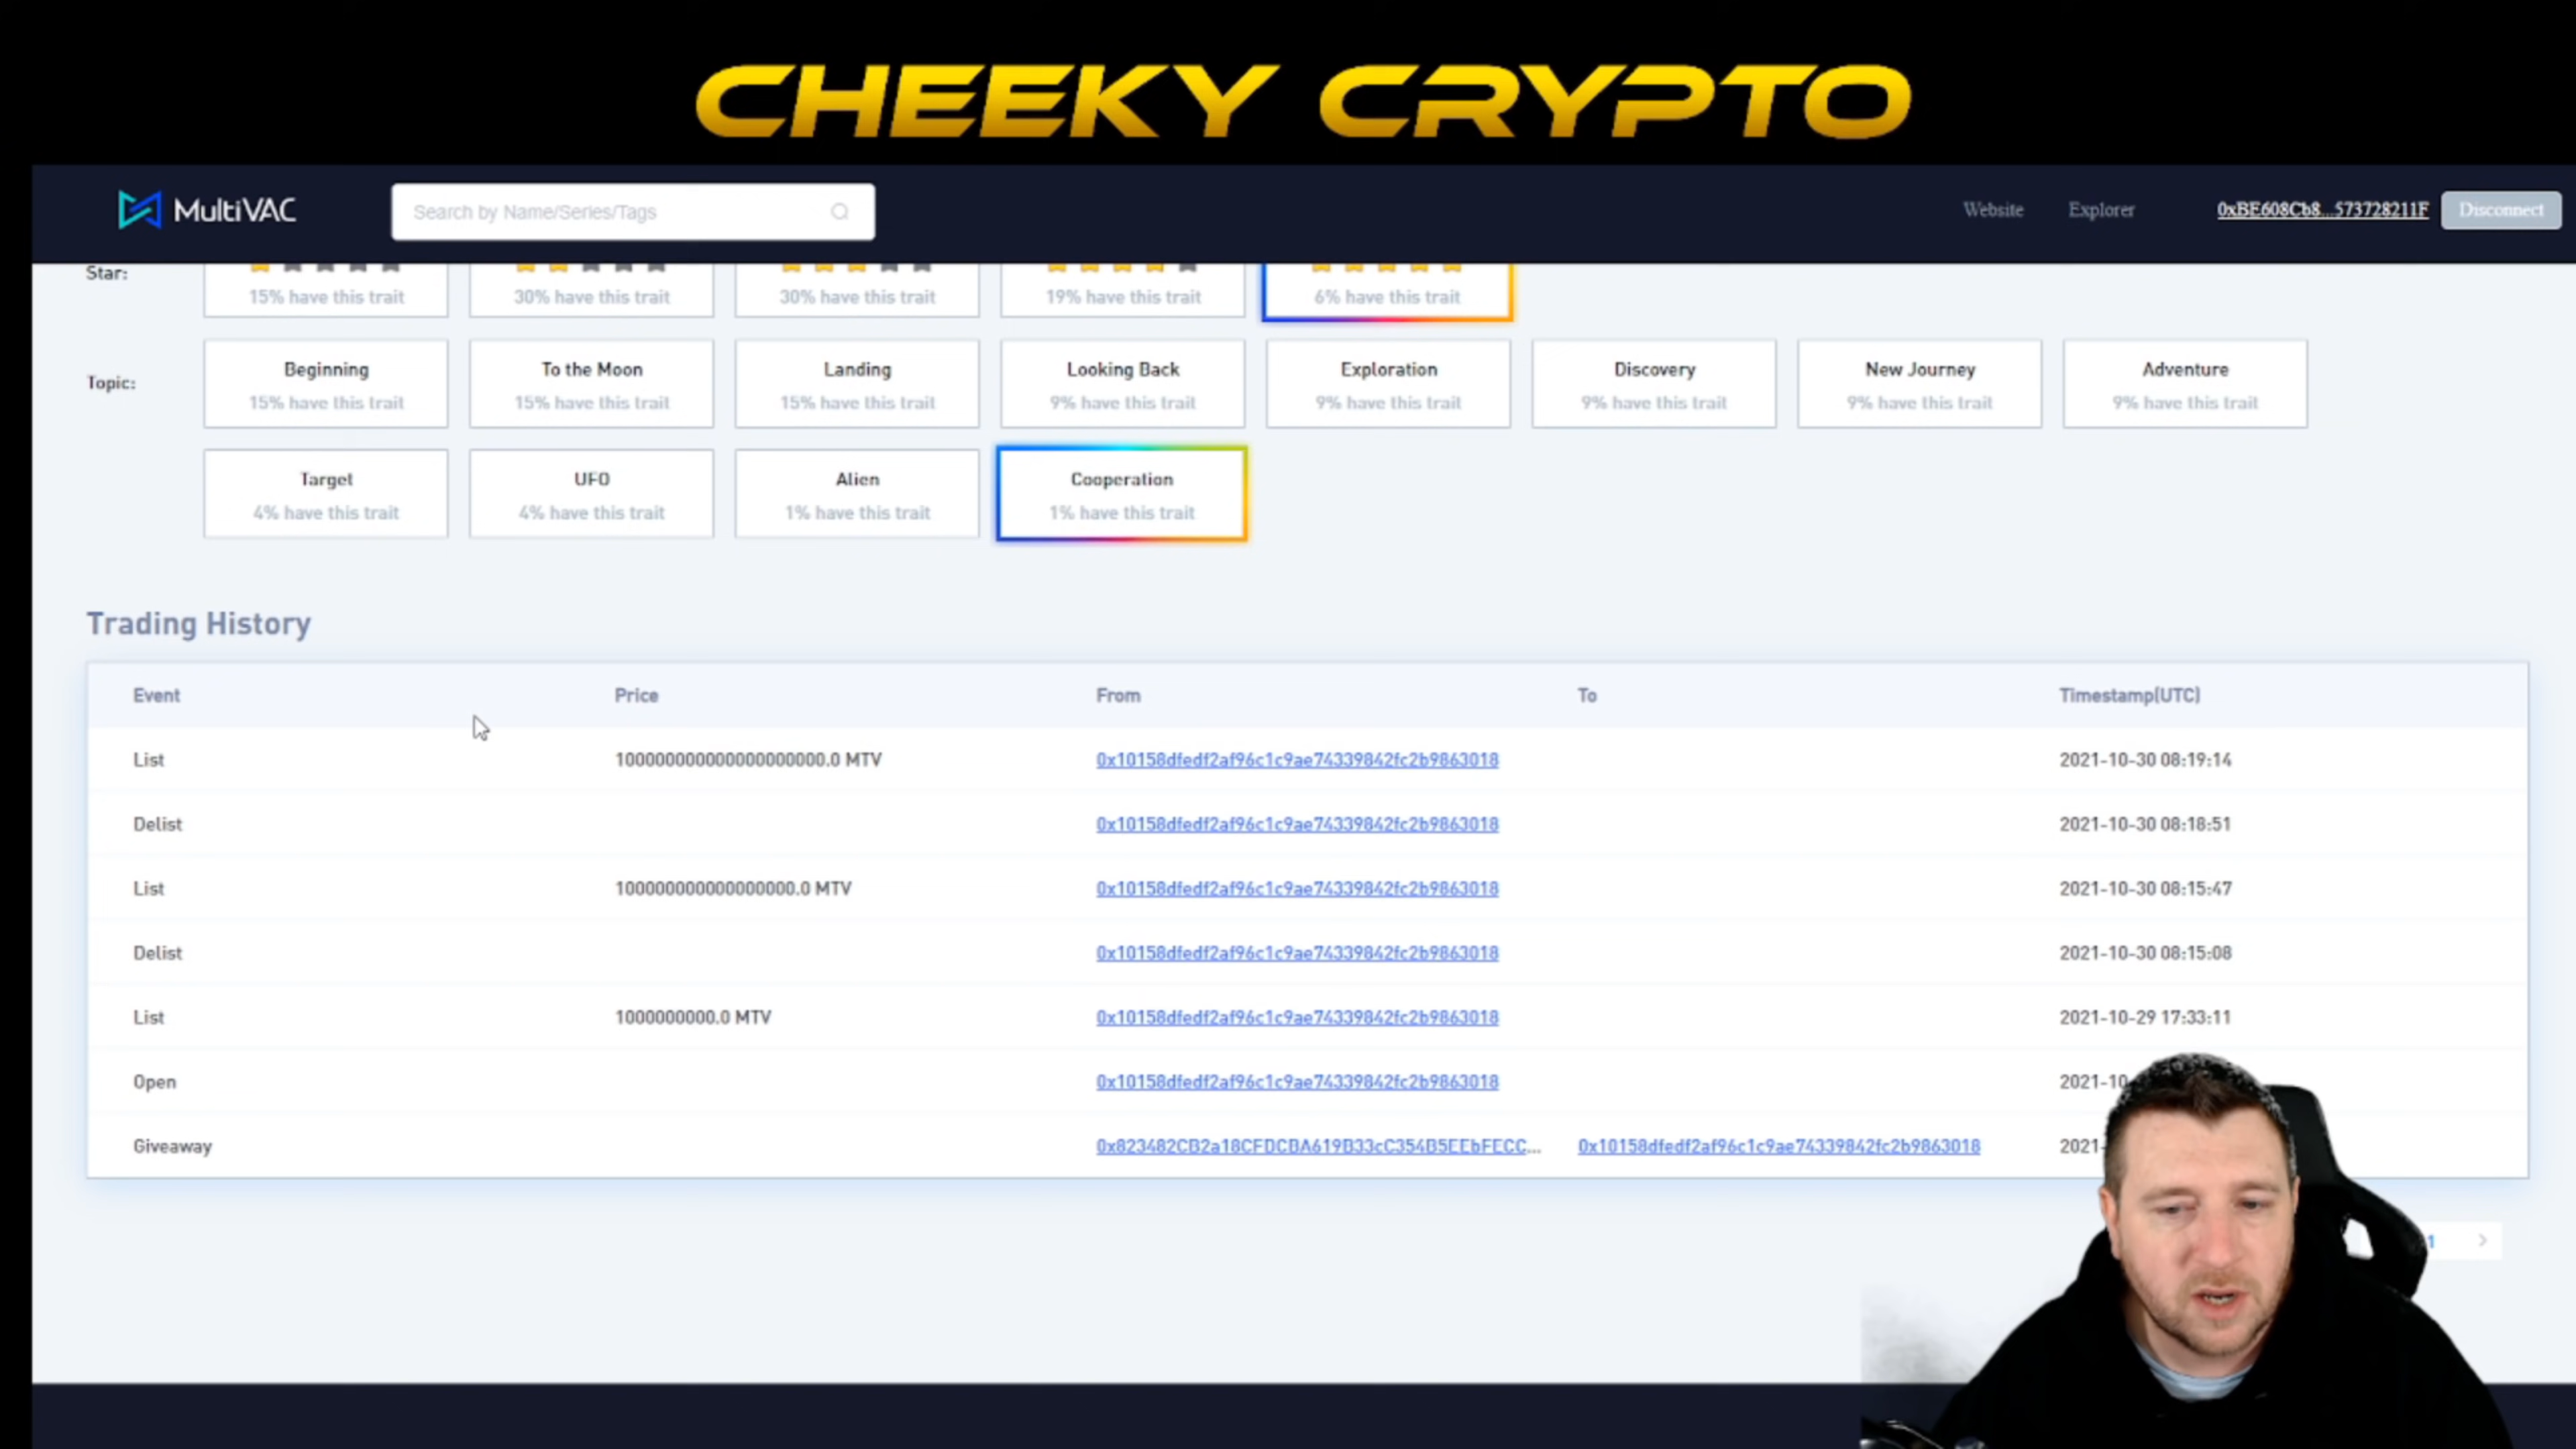 CHEEKY CRYPTO
MultiVAC Search by Name/Series/Tags Website Explorer 0xBE608Cb8...573728211F Disconnect
Star:
15% have this trait 30% have this trait 30% have this trait 19% have this trait 6% have this trait
Topic:
Beginning To the Moon Landing Looking Back Exploration Discovery New Journey Adventure
15% have this trait 15% have this trait 15% have this trait 9% have this trait 9% have this trait 9% have this trait 9% have this trait 9% have this trait
Target UFO Alien Cooperation
4% have this trait 4% have this trait 1% have this trait 1% have this trait
Trading History
Event Price From To Timestamp(UTC)
List 100000000000000000000.0 MTV 0x10158dfedf2af96c1c9ae74339842fc2b9863018 2021-10-30 08:19:14
Delist 0x10158dfedf2af96c1c9ae74339842fc2b9863018 2021-10-30 08:18:51
List 100000000000000000.0 MTV 0x10158dfedf2af96c1c9ae74339842fc2b9863018 2021-10-30 08:15:47
Delist 0x10158dfedf2af96c1c9ae74339842fc2b9863018 2021-10-30 08:15:08
List 1000000000.0 MTV 0x10158dfedf2af96c1c9ae74339842fc2b9863018 2021-10-29 17:33:11
Open 0x10158dfedf2af96c1c9ae74339842fc2b9863018 2021-10
Giveaway 0x823482CB2a18CFDCBA619B33cC354B5EEbFECC... 0x10158dfedf2af96c1c9ae74339842fc2b9863018 2021-
1